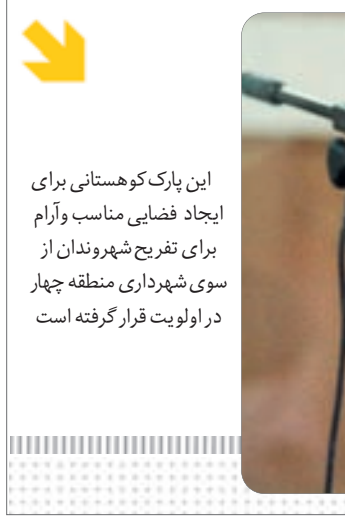 این پارک کوهستانی برای
ایجاد فضایی مناسب وآرام
برای تفریح شهروندان از
سوی شهرداری منطقه چهار
در اولویت قرار گرفته است